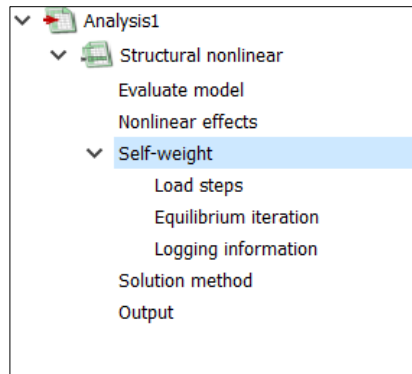 Analysis1
Structural nonlinear
Evaluate model
Nonlinear effects
Self-weight
Load steps
Equilibrium iteration
Logging information
Solution method
Output